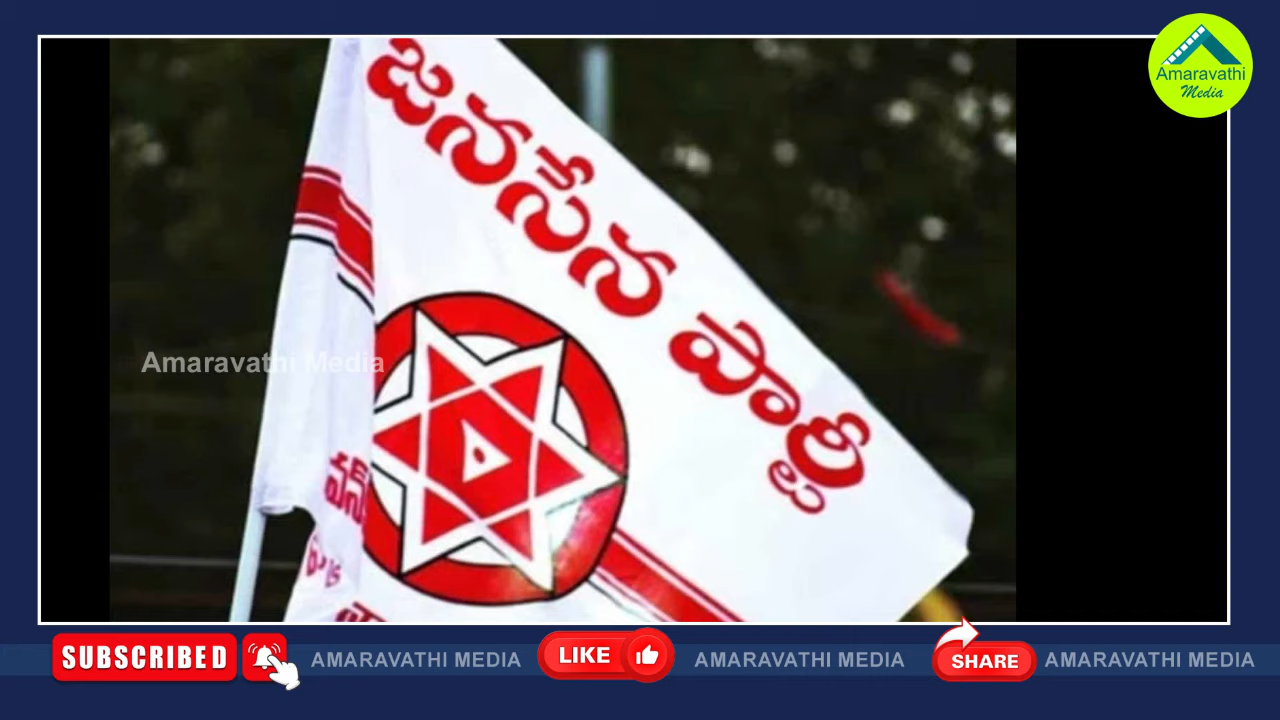 Amaravathi
Media
జనసేన పార్టీ
Amaravathi Media
SUBSCRIBED
AMARAVATHI MEDIA
LIKE
AMARAVATHI MEDIA
SHARE
AMARAVATHI MEDIA